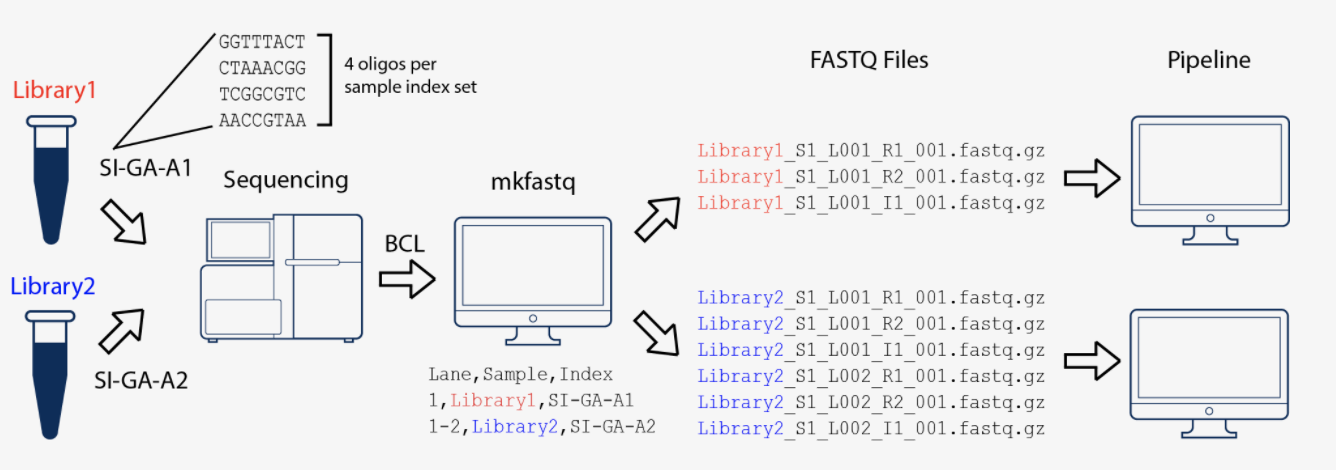 Library1
GGTTTACT
CTAAACGG
TCGGCGTC
AACCGTAA
4 oligos per
sample index set
SI-GA-A1
Library2
SI-GA-A2
Sequencing
BCL
mkfastq
Lane,Sample,Index
1,Library1,SI-GA-A1
1-2,Library2,SI-GA-A2
FASTQ Files
Library1_S1_L001_R1_001.fastq.gz
Library1_S1_L001_R2_001.fastq.gz
Library1_S1_L001_I1_001.fastq.gz
Library2_S1_L001_R1_001.fastq.gz
Library2_S1_L001_R2_001.fastq.gz
Library2_S1_L001_I1_001.fastq.gz
Library2_S1_L002_R1_001.fastq.gz
Library2_S1_L002_R2_001.fastq.gz
Library2_S1_L002_I1_001.fastq.gz
Pipeline